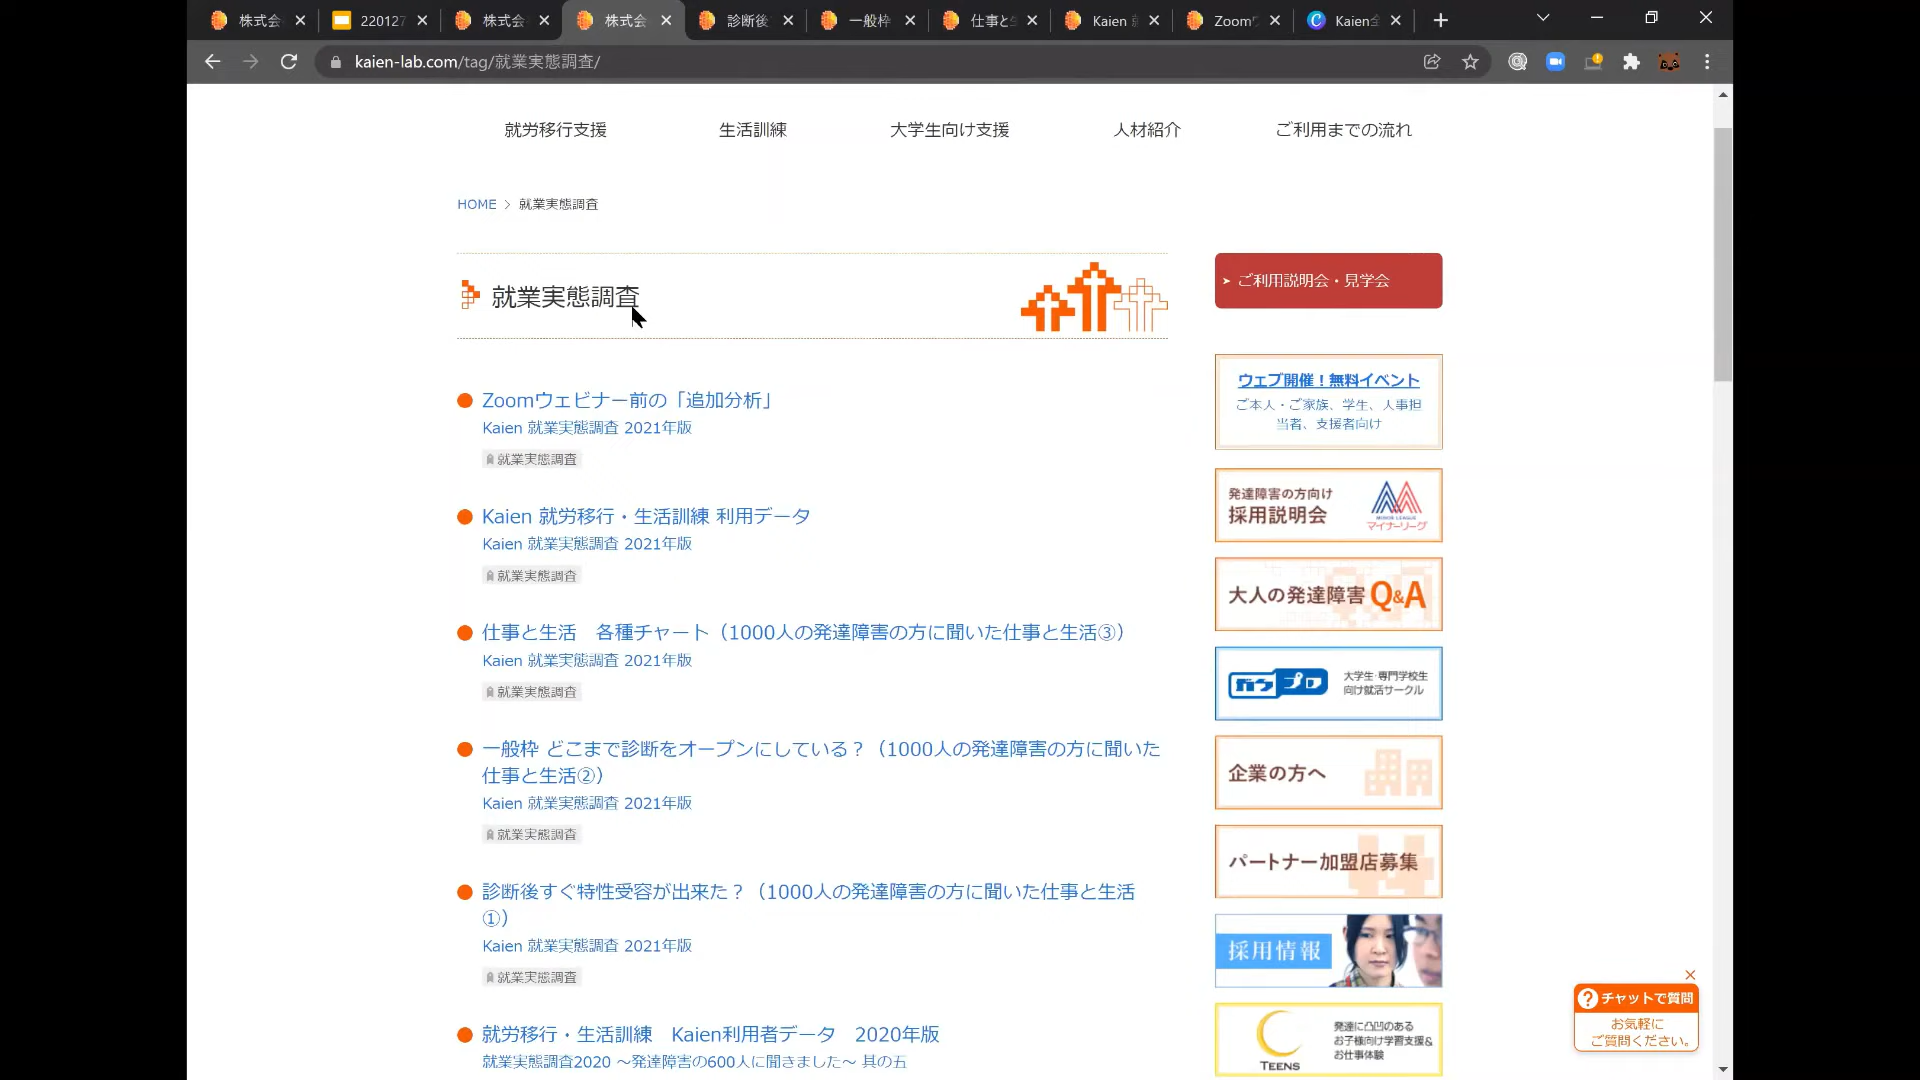 株式会
220127
株式会
株式会
診断後
一般枠
仕事と
Kaien
Zoom
Kaien全
kaien-lab.com/tag/就業実態調査/
就労移行支援
生活訓練
大学生向け支援
人材紹介
ご利用までの流れ
HOME > 就業実態調査
就業実態調査
Zoomウェビナー前の「追加分析」
Kaien 就業実態調査 2021年版
就業実態調査
Kaien 就労移行・生活訓練 利用データ
Kaien 就業実態調査 2021年版
就業実態調査
仕事と生活　各種チャート（1000人の発達障害の方に聞いた仕事と生活③）
Kaien 就業実態調査 2021年版
就業実態調査
一般枠 どこまで診断をオープンにしている？（1000人の発達障害の方に聞いた
仕事と生活②）
Kaien 就業実態調査 2021年版
就業実態調査
診断後すぐ特性受容が出来た？（1000人の発達障害の方に聞いた仕事と生活
①）
Kaien 就業実態調査 2021年版
就業実態調査
就労移行・生活訓練　Kaien利用者データ　2020年版
就業実態調査2020 ～発達障害の600人に聞きました～ 其の五
ご利用説明会・見学会
ウェブ開催！無料イベント
ご本人・ご家族、学生、人事担
当者、支援者向け
発達障害の方向け
採用説明会
MINOR LEAGUE
マイナーリーグ
大人の発達障害 Q&A
ガクプロ
大学生・専門学校生
向け就活サークル
企業の方へ
パートナー加盟店募集
採用情報
TEENS
発達に凸凹のある
お子様向け学習支援&
お仕事体験
? チャットで質問
お気軽に
ご質問ください。